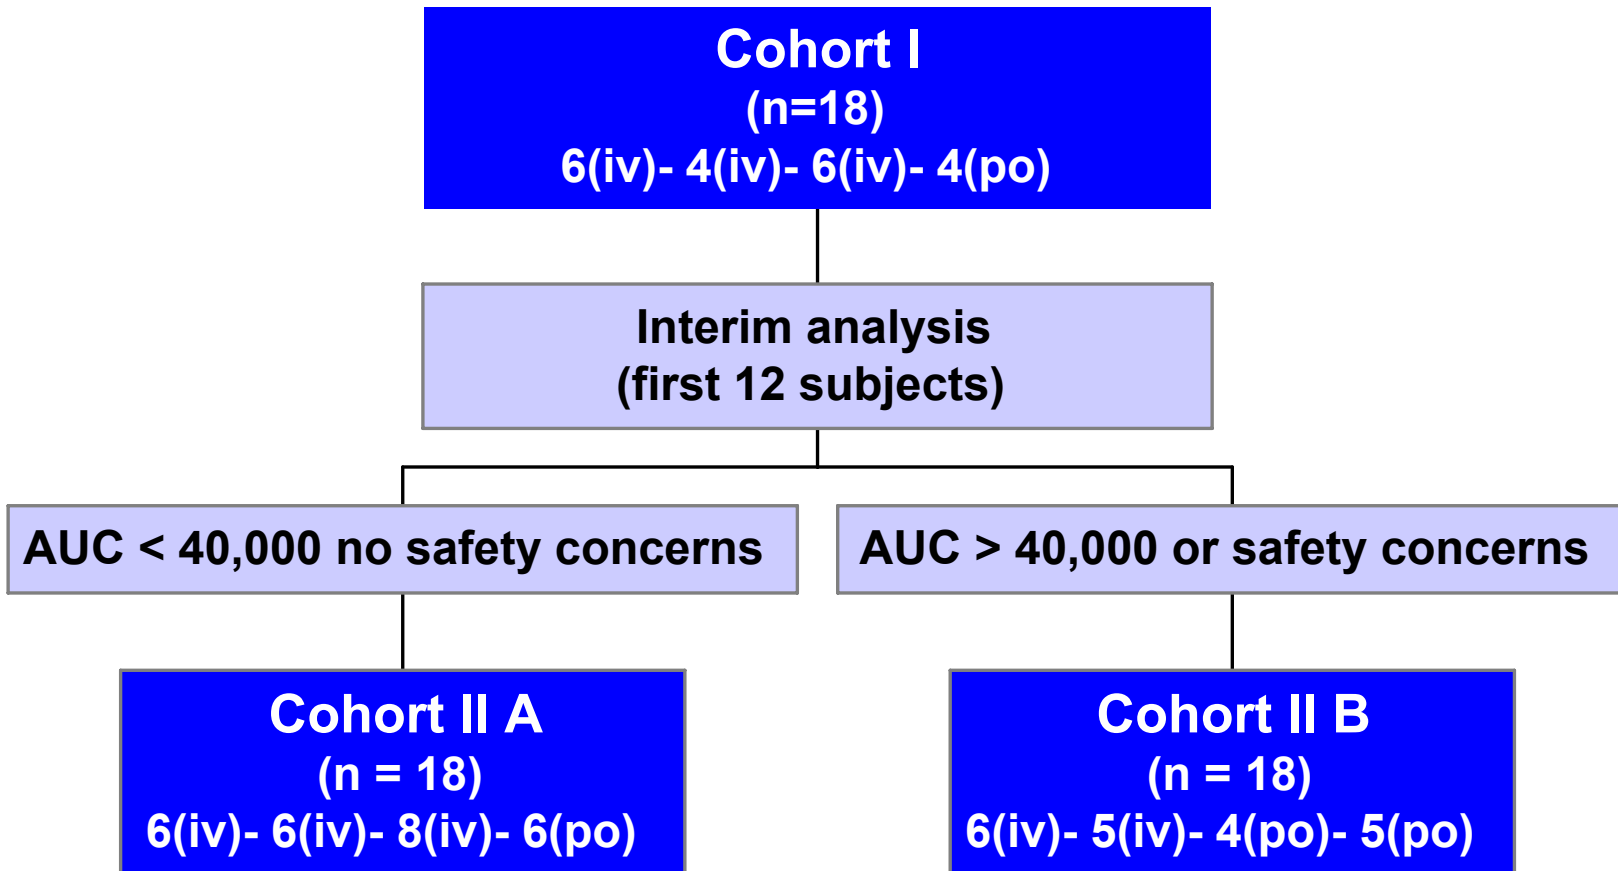 Cohort I
(n=18)
6(iv)- 4(iv)- 6(iv)- 4(po)
Interim analysis
(first 12 subjects)
AUC < 40,000 no safety concerns
AUC > 40,000 or safety concerns
Cohort II A
(n = 18)
6(iv)- 6(iv)- 8(iv)- 6(po)
Cohort II B
(n = 18)
6(iv)- 5(iv)- 4(po)- 5(po)